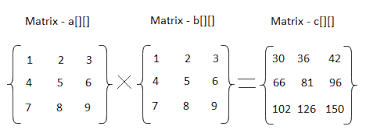 Matrix - a[][] Matrix - b[][] Matrix - c[][]
1 2 3 1 2 3 30 36 42
4 5 6 × 4 5 6 = 66 81 96
7 8 9 7 8 9 102 126 150